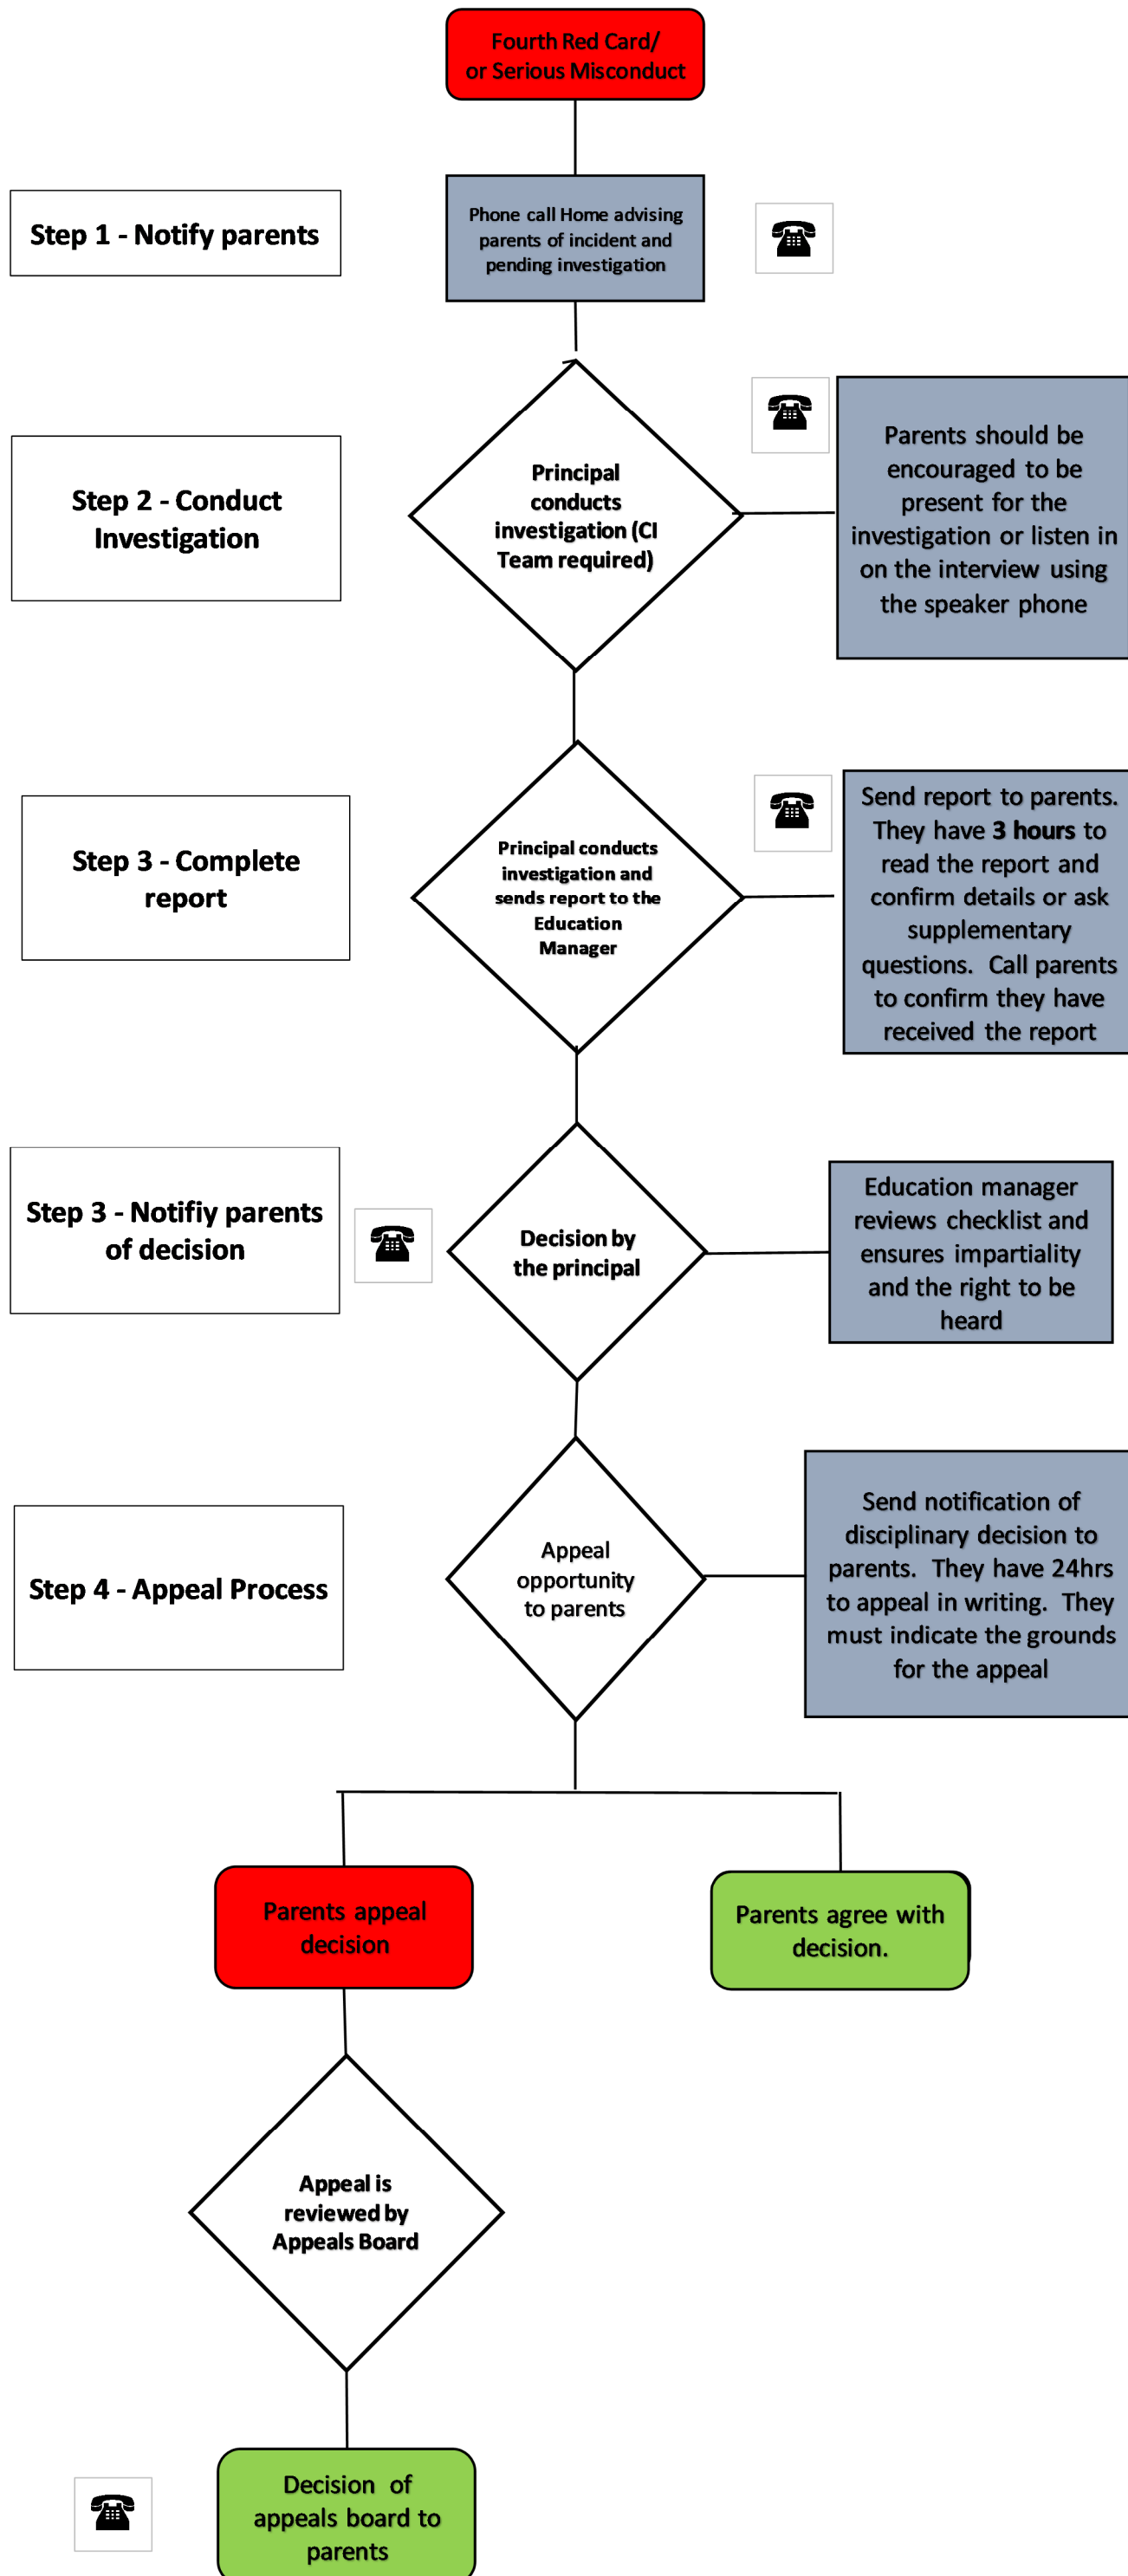 Fourth Red Card/
or Serious Misconduct
Step 1 - Notify parents
Phone call Home advising
parents of incident and
pending investigation
Step 2 - Conduct
Investigation
Principal
conducts
investigation (CI
Team required)
Parents should be
encouraged to be
present for the
investigation or listen in
on the interview using
the speaker phone
Step 3 - Complete
report
Principal conducts
investigation and
sends report to the
Education
Manager
Send report to parents.
They have 3 hours to
read the report and
confirm details or ask
supplementary
questions. Call parents
to confirm they have
received the report
Step 3 - Notifiy parents
of decision
Decision by
the principal
Education manager
reviews checklist and
ensures impartiality
and the right to be
heard
Step 4 - Appeal Process
Appeal
opportunity
to parents
Send notification of
disciplinary decision to
parents. They have 24hrs
to appeal in writing. They
must indicate the grounds
for the appeal
Parents appeal
decision
Parents agree with
decision.
Appeal is
reviewed by
Appeals Board
Decision of
appeals board to
parents